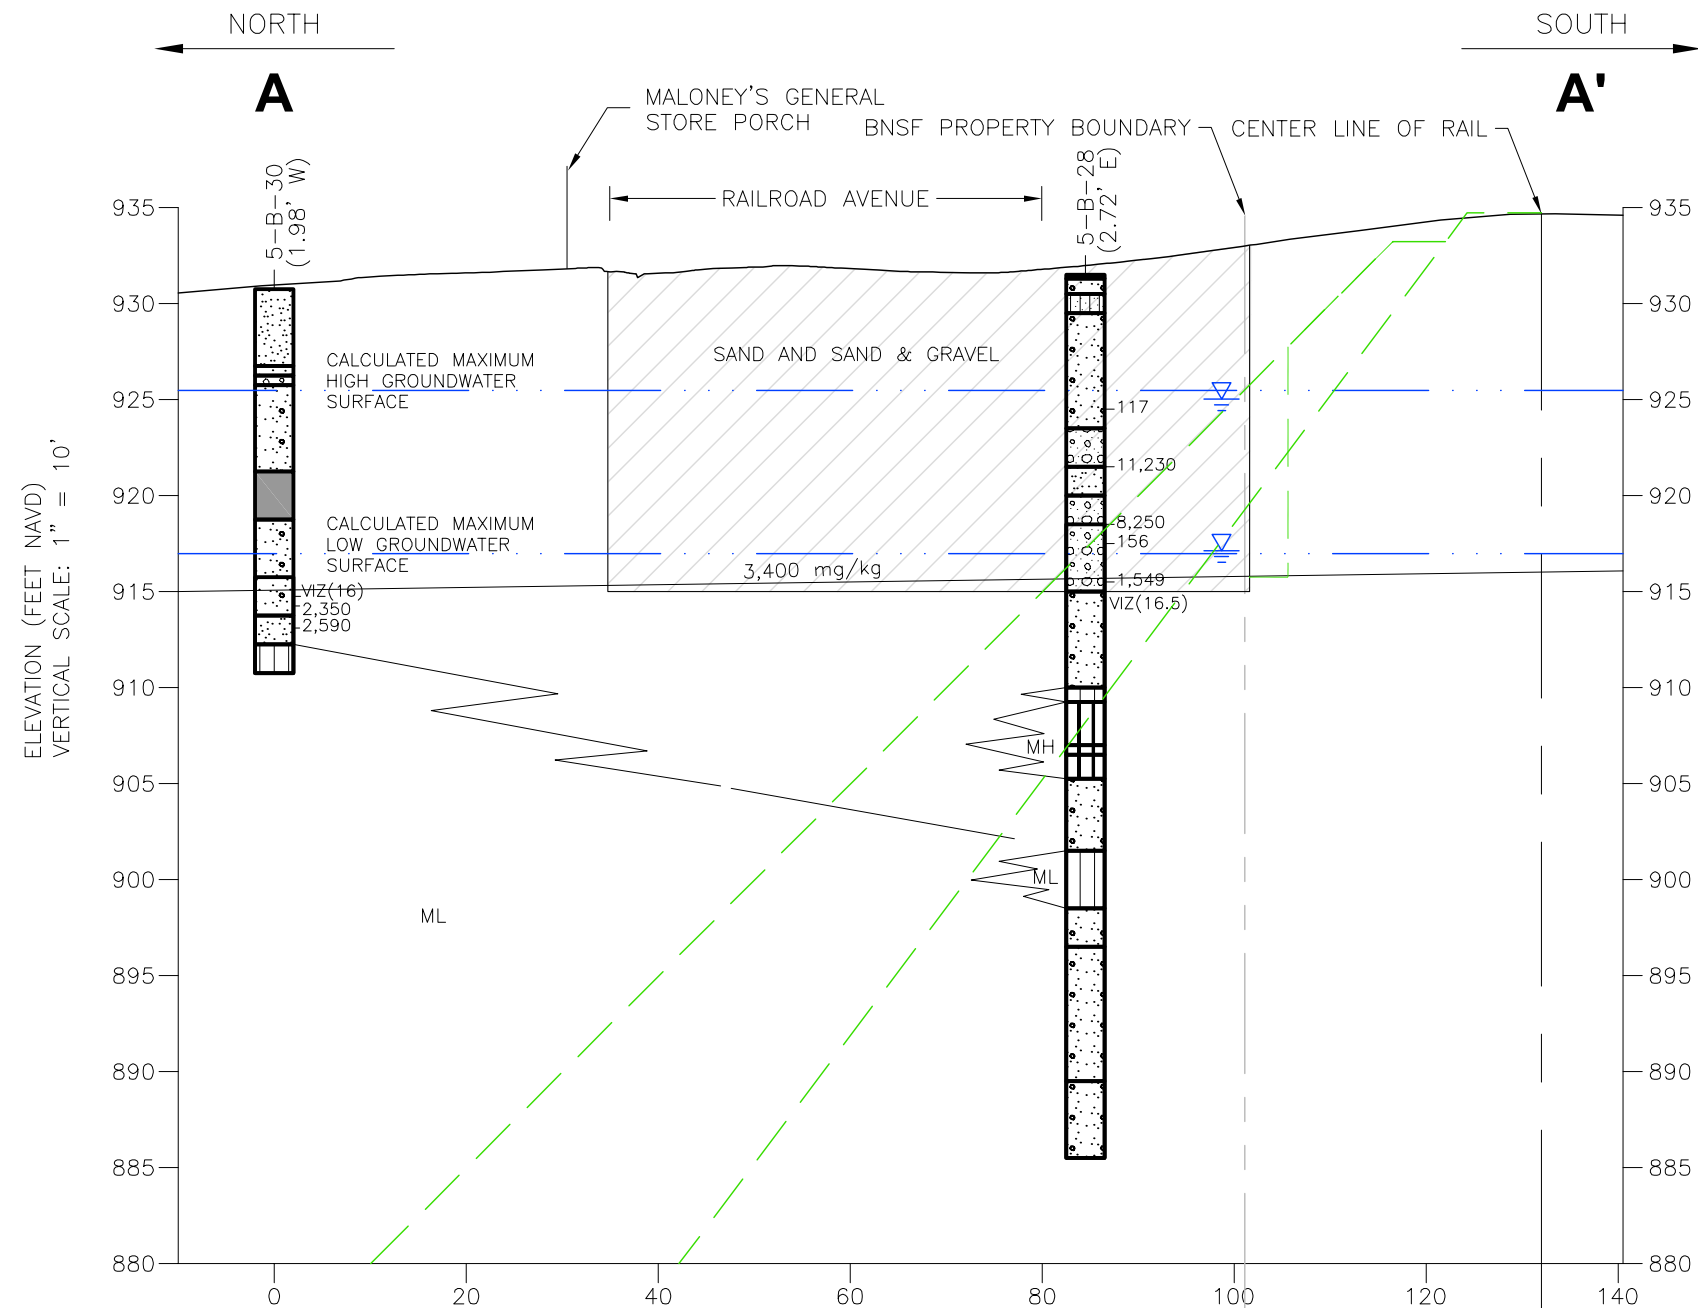 NORTH
SOUTH
A
A'
MALONEY'S GENERAL
STORE PORCH
BNSF PROPERTY BOUNDARY
CENTER LINE OF RAIL
RAILROAD AVENUE
5-B-30
(1.98' W)
5-B-28
(2.72' E)
ELEVATION (FEET NAVD)
VERTICAL SCALE: 1" = 10'
935
930
925
920
915
910
905
900
895
890
885
880
CALCULATED MAXIMUM
HIGH GROUNDWATER
SURFACE
SAND AND SAND & GRAVEL
CALCULATED MAXIMUM
LOW GROUNDWATER
SURFACE
3,400 mg/kg
VIZ(16)
2,350
2,590
117
11,230
8,250
156
1,549
VIZ(16.5)
MH
ML
ML
935
930
925
920
915
910
905
900
895
890
885
880
0
20
40
60
80
100
120
140